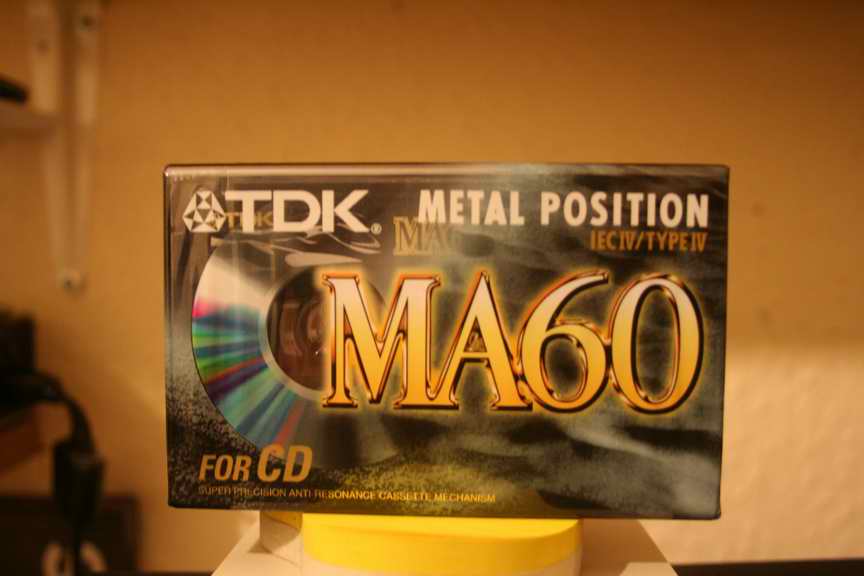 TDK®
METAL POSITION
IEC IV/TYPE IV
MA60
FOR CD
SUPER PRECISION ANTI RESONANCE CASSETTE MECHANISM